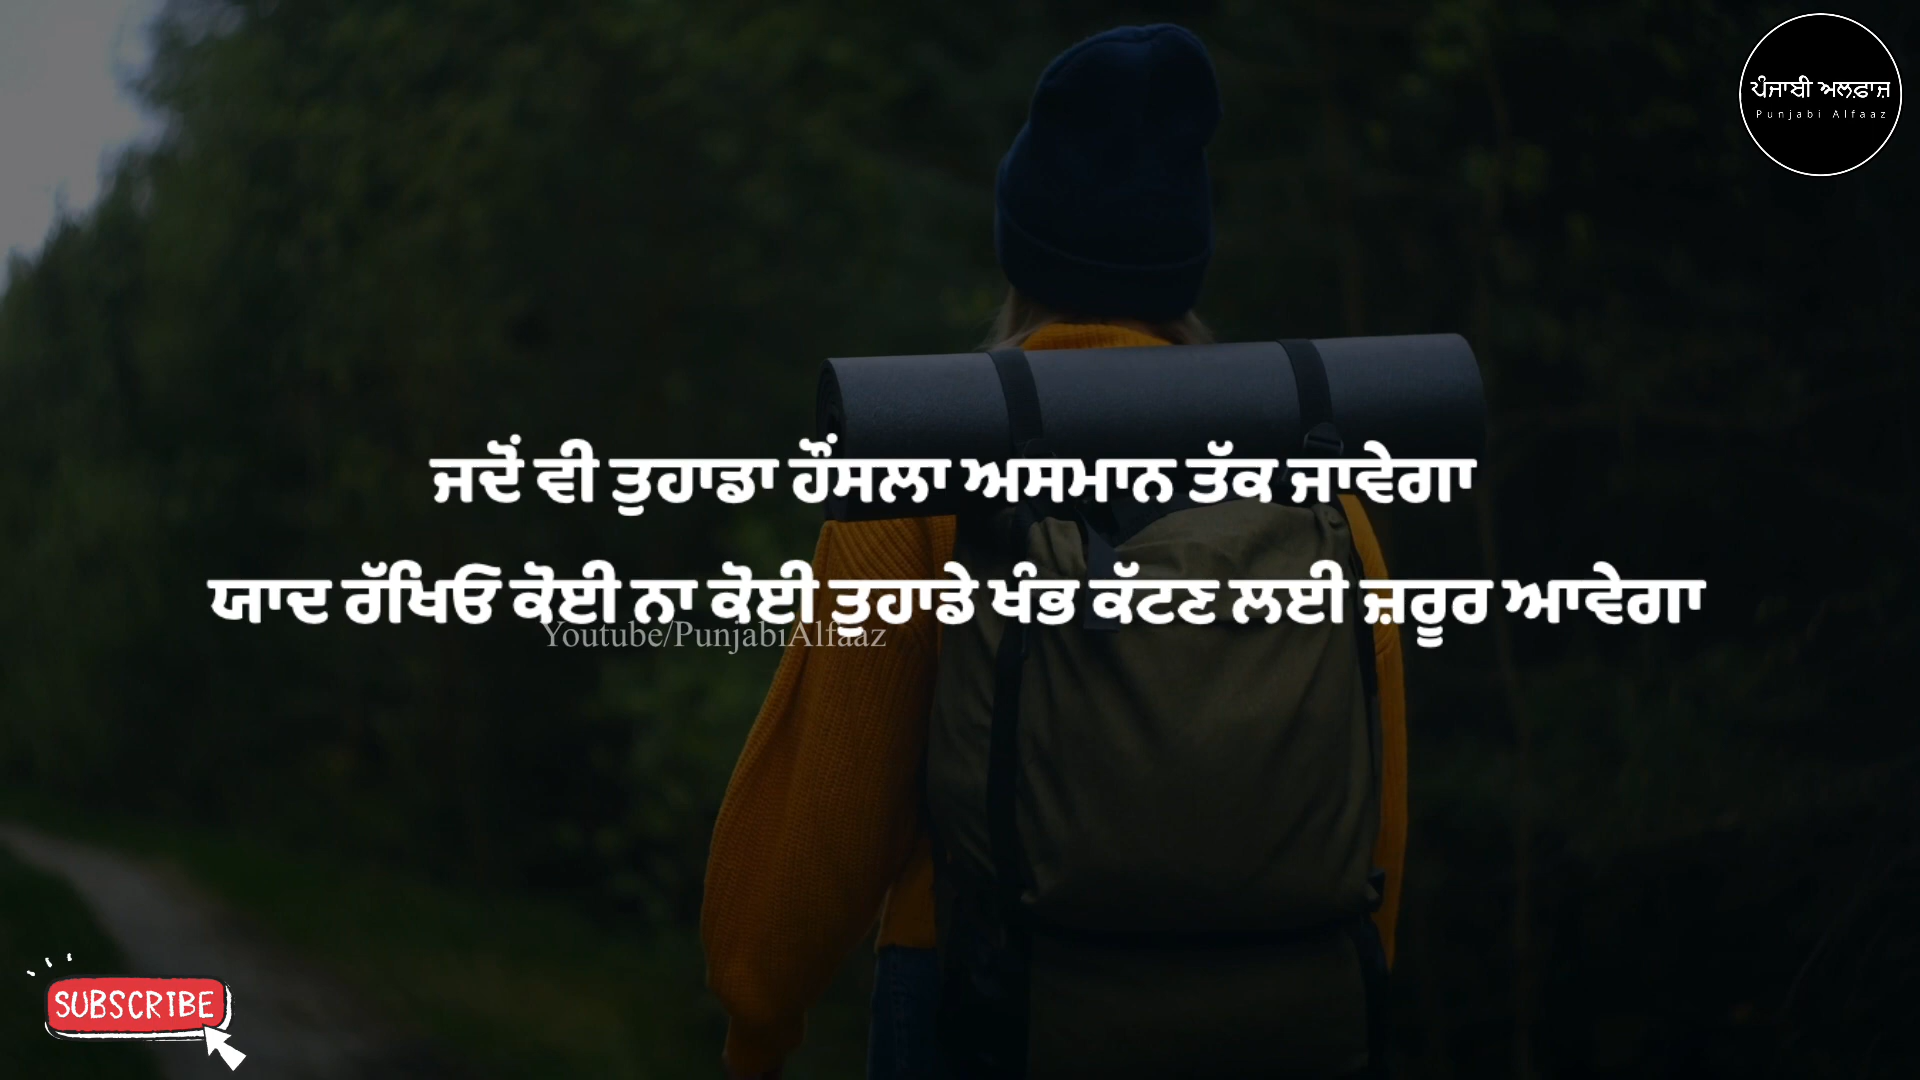 ਪੰਜਾਬੀ ਅਲਫ਼ਾਜ਼
Punjabi Alfaaz
ਜਦੋਂ ਵੀ ਤੁਹਾਡਾ ਹੌਂਸਲਾ ਅਸਮਾਨ ਤੱਕ ਜਾਵੇਗਾ
ਯਾਦ ਰੱਖਿਓ ਕੋਈ ਨਾ ਕੋਈ ਤੁਹਾਡੇ ਖੰਭ ਕੱਟਣ ਲਈ ਜ਼ਰੂਰ ਆਵੇਗਾ
Youtube/PunjabiAlfaaz
SUBSCRIBE